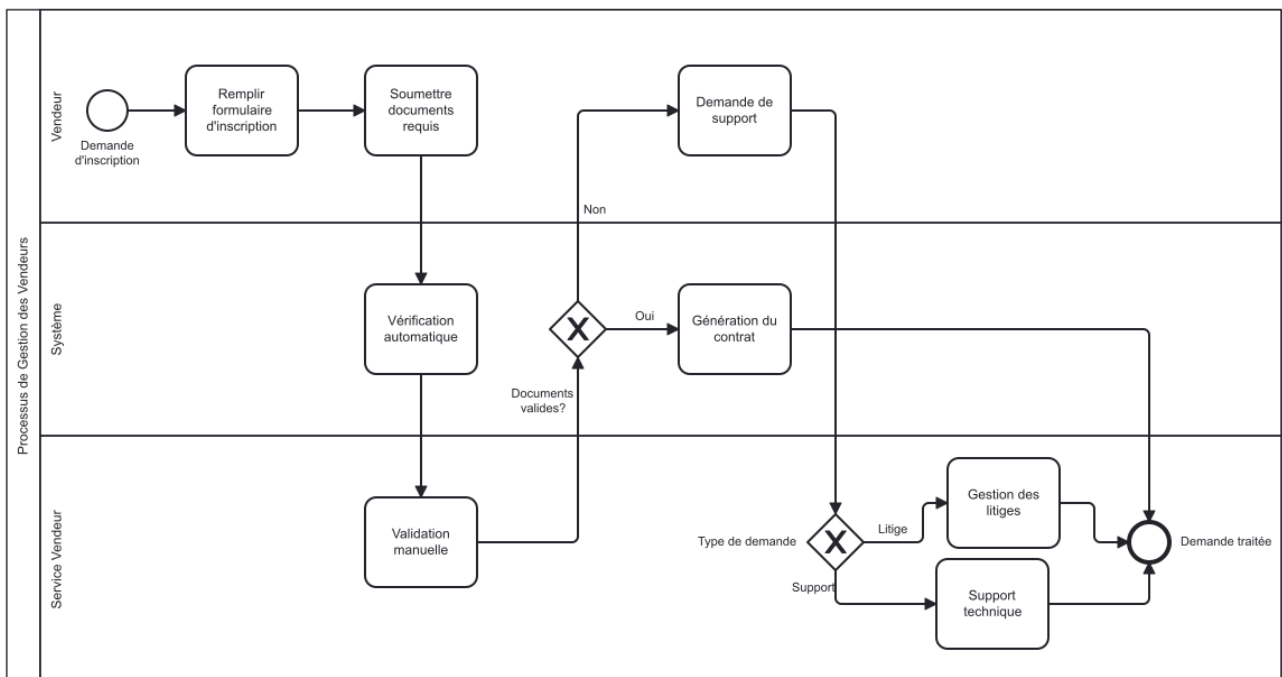 Processus de Gestion des Vendeurs
Vendeur
Demande
d'inscription
Remplir
formulaire
d'inscription
Soumettre
documents
requis
Demande de
support
Non
Système
Vérification
automatique
Documents
valides?
Oui
Génération du
contrat
Service Vendeur
Validation
manuelle
Type de demande
Litige
Support
Gestion des
litiges
Support
technique
Demande traitée